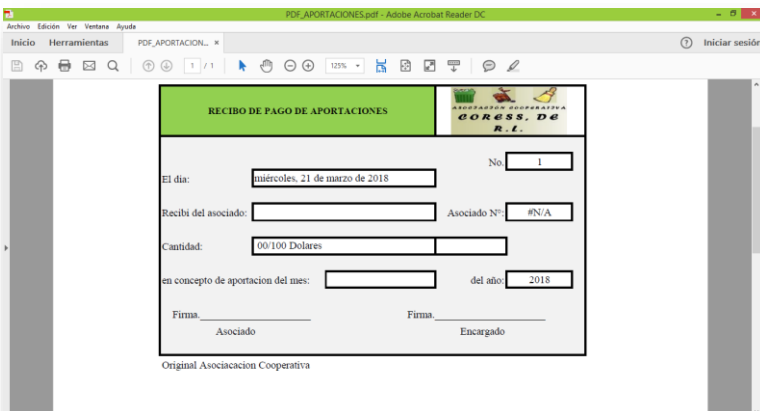 PDF_APORTACIONES.pdf - Adobe Acrobat Reader DC
Archivo Edición Ver Ventana Ayuda
Inicio Herramientas PDF_APORTACION... × Iniciar sesión
1 / 1 125%
RECIBO DE PAGO DE APORTACIONES
ASOCIACION COOPERATIVA
CORESS, DE
R.L.
No. 1
El dia: miércoles, 21 de marzo de 2018
Recibi del asociado: Asociado N°: #N/A
Cantidad: 00/100 Dolares
en concepto de aportacion del mes: del año: 2018
Firma. Firma.
Asociado Encargado
Original Asociacacion Cooperativa